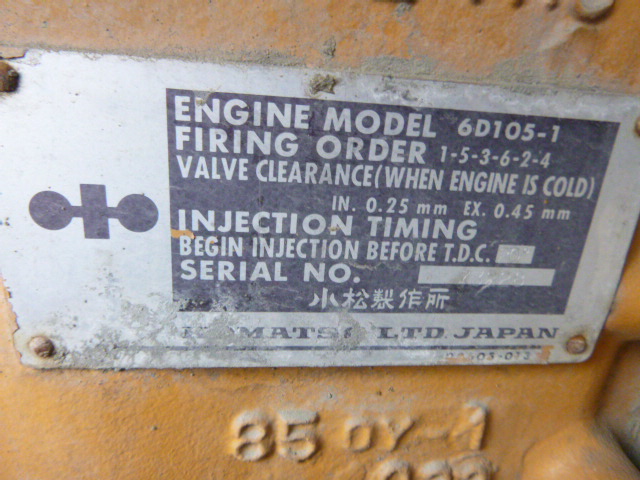 ENGINE MODEL 6D105-1
FIRING ORDER 1-5-3-6-2-4
VALVE CLEARANCE (WHEN ENGINE IS COLD)
IN. 0.25 mm EX. 0.45 mm
INJECTION TIMING
BEGIN INJECTION BEFORE T.D.C.
SERIAL NO.
小松製作所
KOMATSU LTD JAPAN
85 DY-1